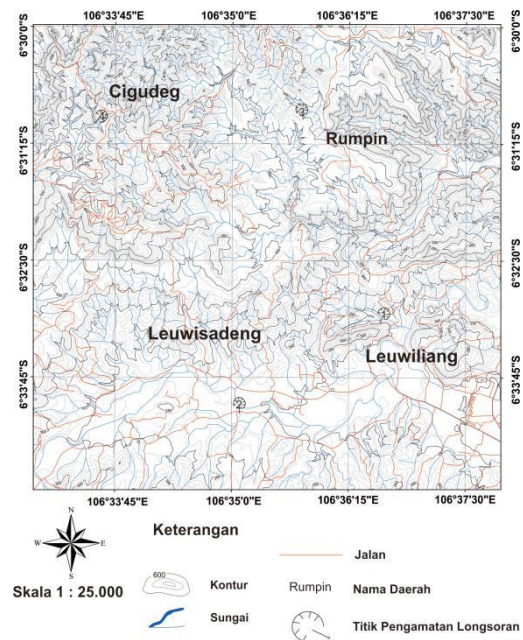 106°33'45"E 106°35'0"E 106°36'15"E 106°37'30"E
6°30'0"S 6°30'0"S
Cigudeg
Rumpin
6°31'15"S 6°31'15"S
6°32'30"S 6°32'30"S
Leuwisadeng
Leuwiliang
6°33'45"S 6°33'45"S
106°33'45"E 106°35'0"E 106°36'15"E 106°37'30"E
N
W E
S
Skala 1 : 25.000
Keterangan
600
Kontur
Sungai
Jalan
Rumpin Nama Daerah
Titik Pengamatan Longsoran